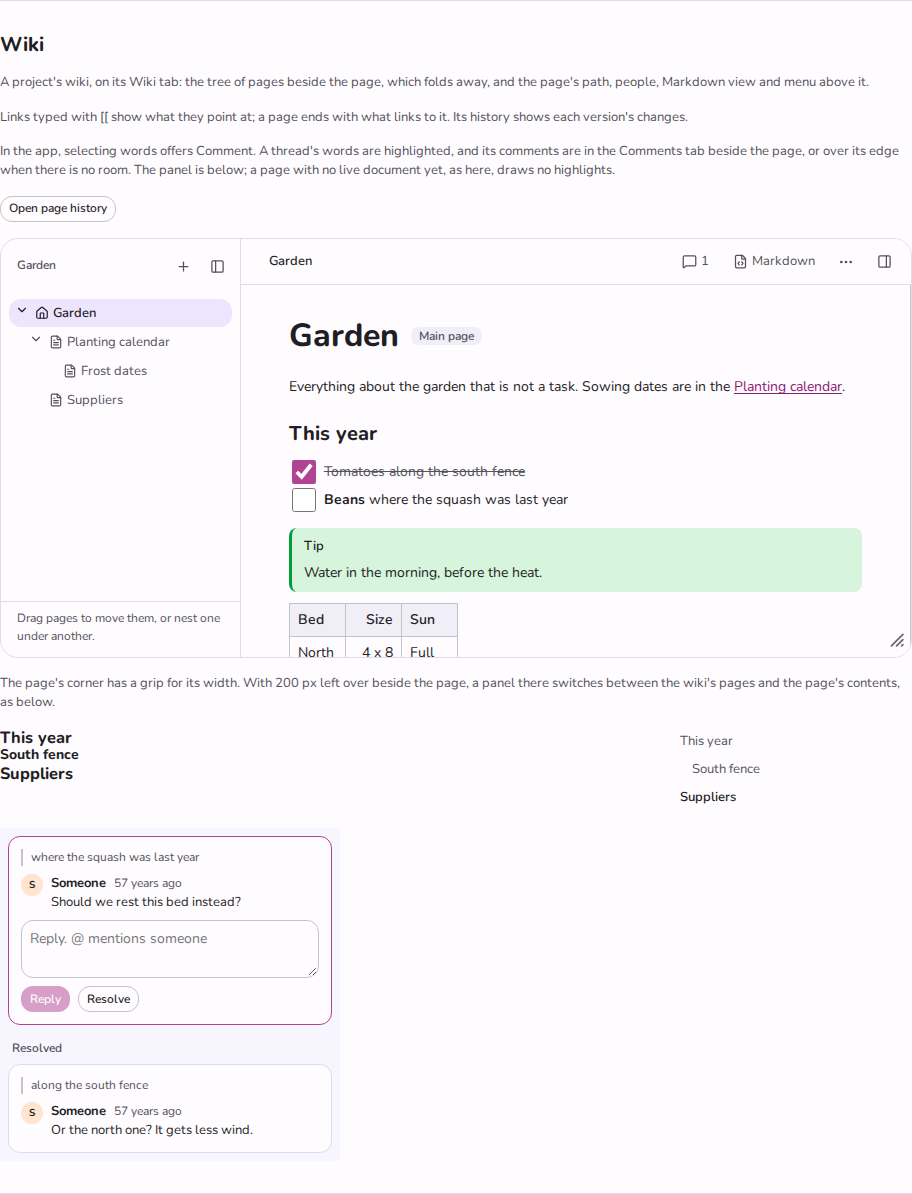 Wiki
A project's wiki, on its Wiki tab: the tree of pages beside the page, which folds away, and the page's path, people, Markdown view and menu above it.
Links typed with [[ show what they point at; a page ends with what links to it. Its history shows each version's changes.
In the app, selecting words offers Comment. A thread's words are highlighted, and its comments are in the Comments tab beside the page, or over its edge
when there is no room. The panel is below; a page with no live document yet, as here, draws no highlights.
Open page history
Garden
Garden
Planting calendar
Frost dates
Suppliers
Drag pages to move them, or nest one
under another.
Garden
1
Markdown
Garden
Main page
Everything about the garden that is not a task. Sowing dates are in the Planting calendar.
This year
Tomatoes along the south fence
Beans where the squash was last year
Tip
Water in the morning, before the heat.
Bed Size Sun
North 4 x 8 Full
The page's corner has a grip for its width. With 200 px left over beside the page, a panel there switches between the wiki's pages and the page's contents,
as below.
This year
South fence
Suppliers
This year
South fence
Suppliers
where the squash was last year
S
Someone 57 years ago
Should we rest this bed instead?
Reply. @ mentions someone
Reply
Resolve
Resolved
along the south fence
S
Someone 57 years ago
Or the north one? It gets less wind.